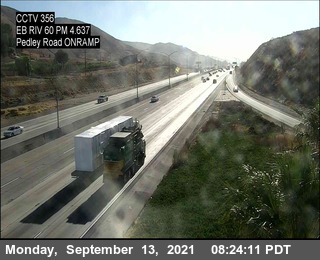 CCTV 356
EB RIV 60 PM 4.637
Pedley Road ONRAMP
Monday, September 13, 2021 08:24:11 PDT